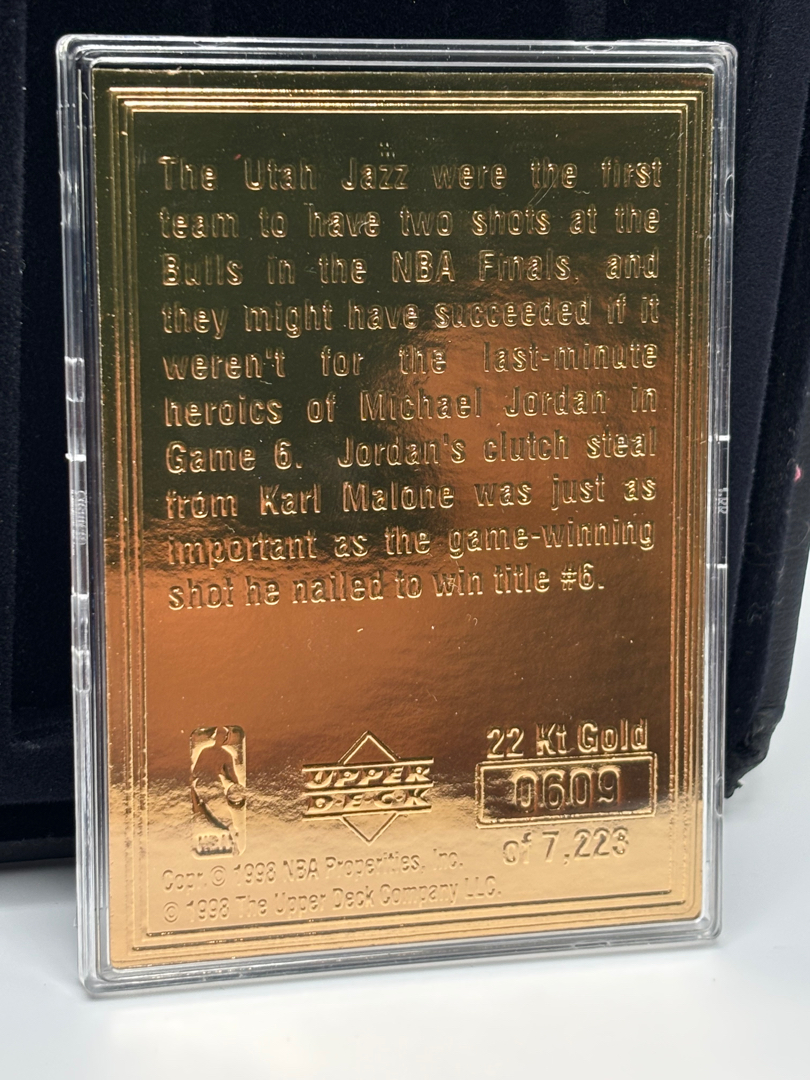 The Utah Jazz were the first
team to have two shots at the
Bulls in the NBA Finals, and
they might have succeeded if it
weren't for the last-minute
heroics of Michael Jordan in
Game 6. Jordan's clutch steal
from Karl Malone was just as
important as the game-winning
shot he nailed to win title #6.
22 Kt Gold
0609
of 7,223
UPPER
DECK
NBA
Copr. © 1998 NBA Properities, Inc.
© 1998 The Upper Deck Company LLC.